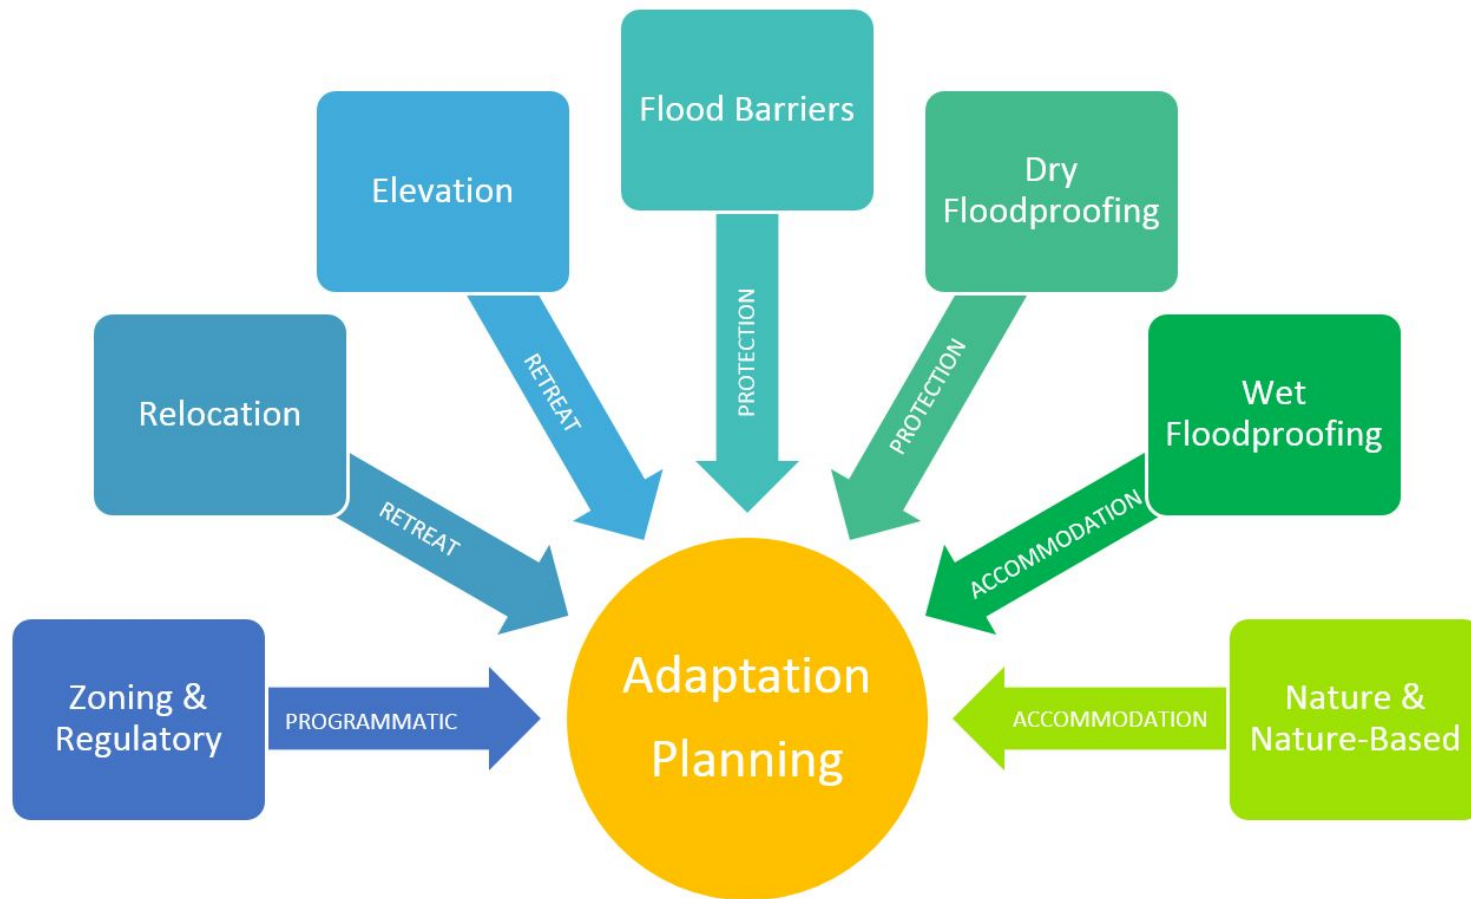 Flood Barriers
Elevation
Dry
Floodproofing
PROTECTION
RETREAT
PROTECTION
Relocation
Wet
Floodproofing
RETREAT
ACCOMMODATION
Zoning &
Regulatory
PROGRAMMATIC
Adaptation
Planning
ACCOMMODATION
Nature &
Nature-Based